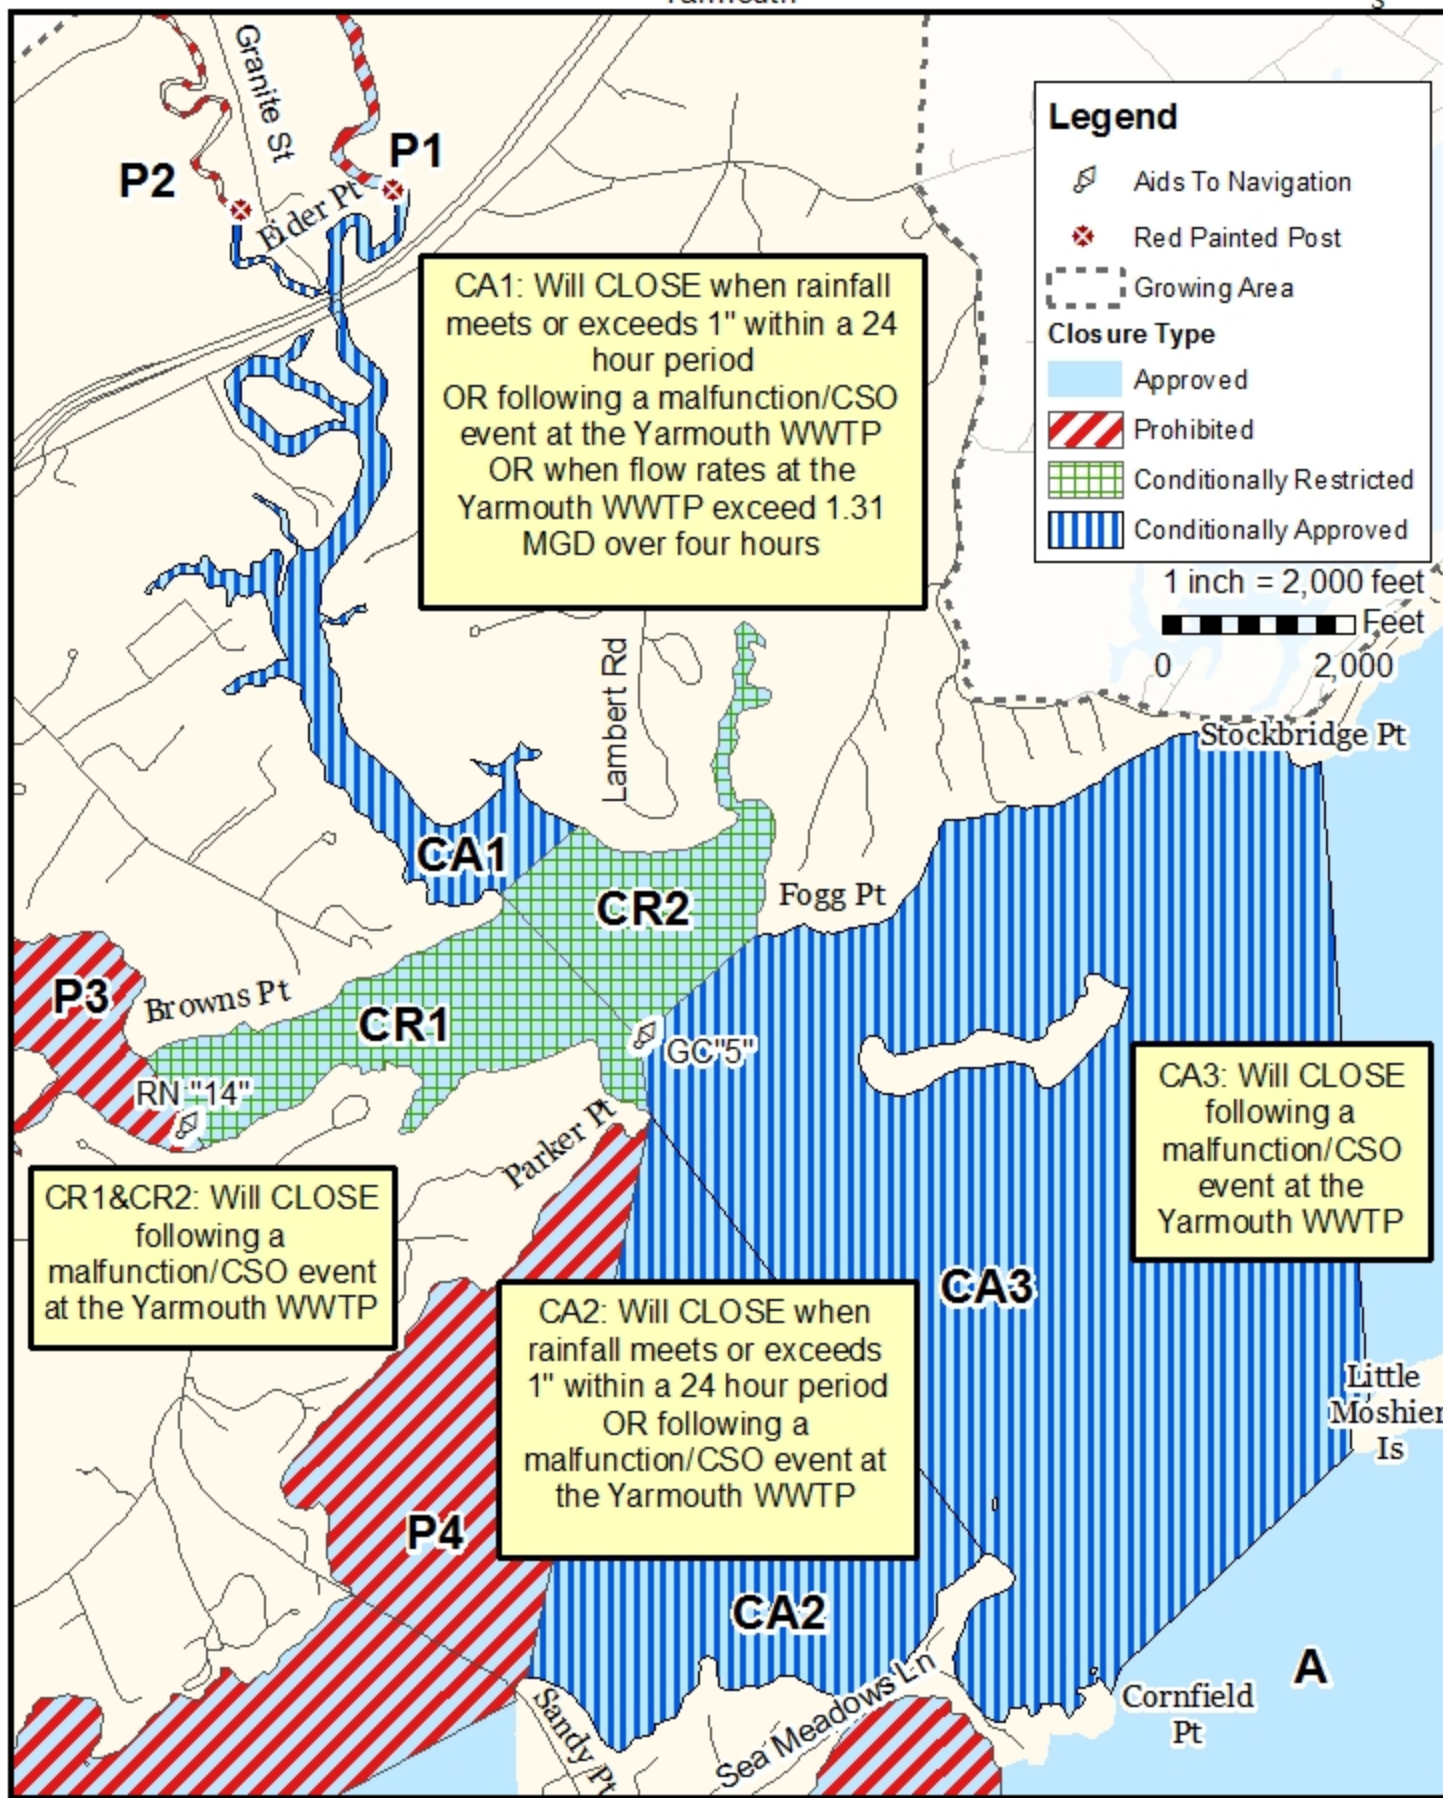 Yarmouth
Granite St
P1
P2
Eider Pt
Legend
Aids To Navigation
Red Painted Post
Growing Area
Closure Type
Approved
Prohibited
Conditionally Restricted
Conditionally Approved
1 inch = 2,000 feet
Feet
0 2,000
CA1: Will CLOSE when rainfall
meets or exceeds 1" within a 24
hour period
OR following a malfunction/CSO
event at the Yarmouth WWTP
OR when flow rates at the
Yarmouth WWTP exceed 1.31
MGD over four hours
Lambert Rd
Stockbridge Pt
CA1
CR2
Fogg Pt
P3
Browns Pt
CR1
GC"5"
RN "14"
Parker Pt
CA3: Will CLOSE
following a
malfunction/CSO
event at the
Yarmouth WWTP
CR1&CR2: Will CLOSE
following a
malfunction/CSO event
at the Yarmouth WWTP
CA3
CA2: Will CLOSE when
rainfall meets or exceeds
1" within a 24 hour period
OR following a
malfunction/CSO event at
the Yarmouth WWTP
Little
Moshier
Is
P4
CA2
A
Sea Meadows Ln
Cornfield
Pt
Sandy Pt